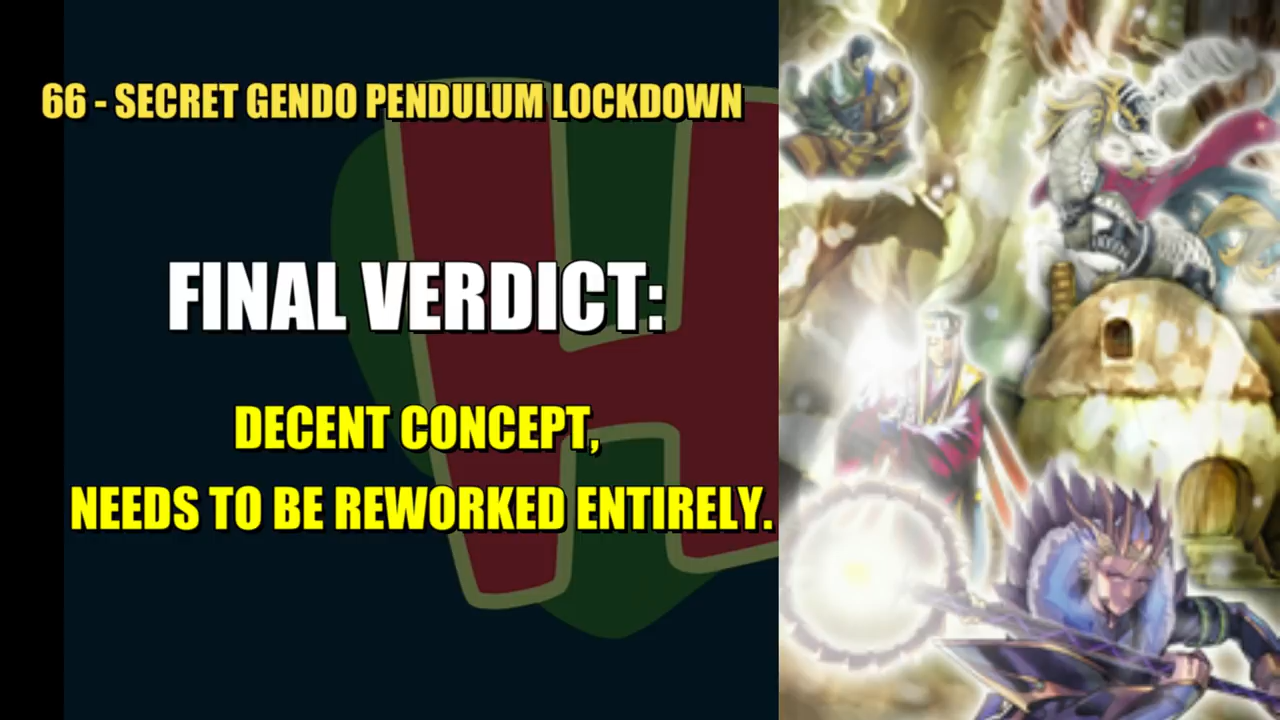 66 - SECRET GENDO PENDULUM LOCKDOWN
FINAL VERDICT:
DECENT CONCEPT,
NEEDS TO BE REWORKED ENTIRELY.